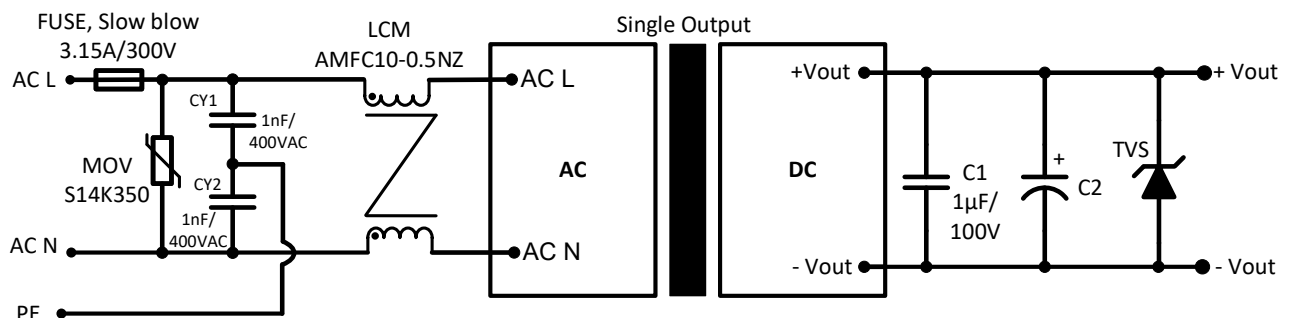 FUSE, Slow blow
3.15A/300V
AC L
MOV
S14K350
AC N
PE
CY1
1nF/
400VAC
CY2
1nF/
400VAC
LCM
AMFC10-0.5NZ
AC L
AC
AC N
Single Output
+Vout
DC
- Vout
C1
1µF/
100V
+
C2
TVS
+ Vout
- Vout